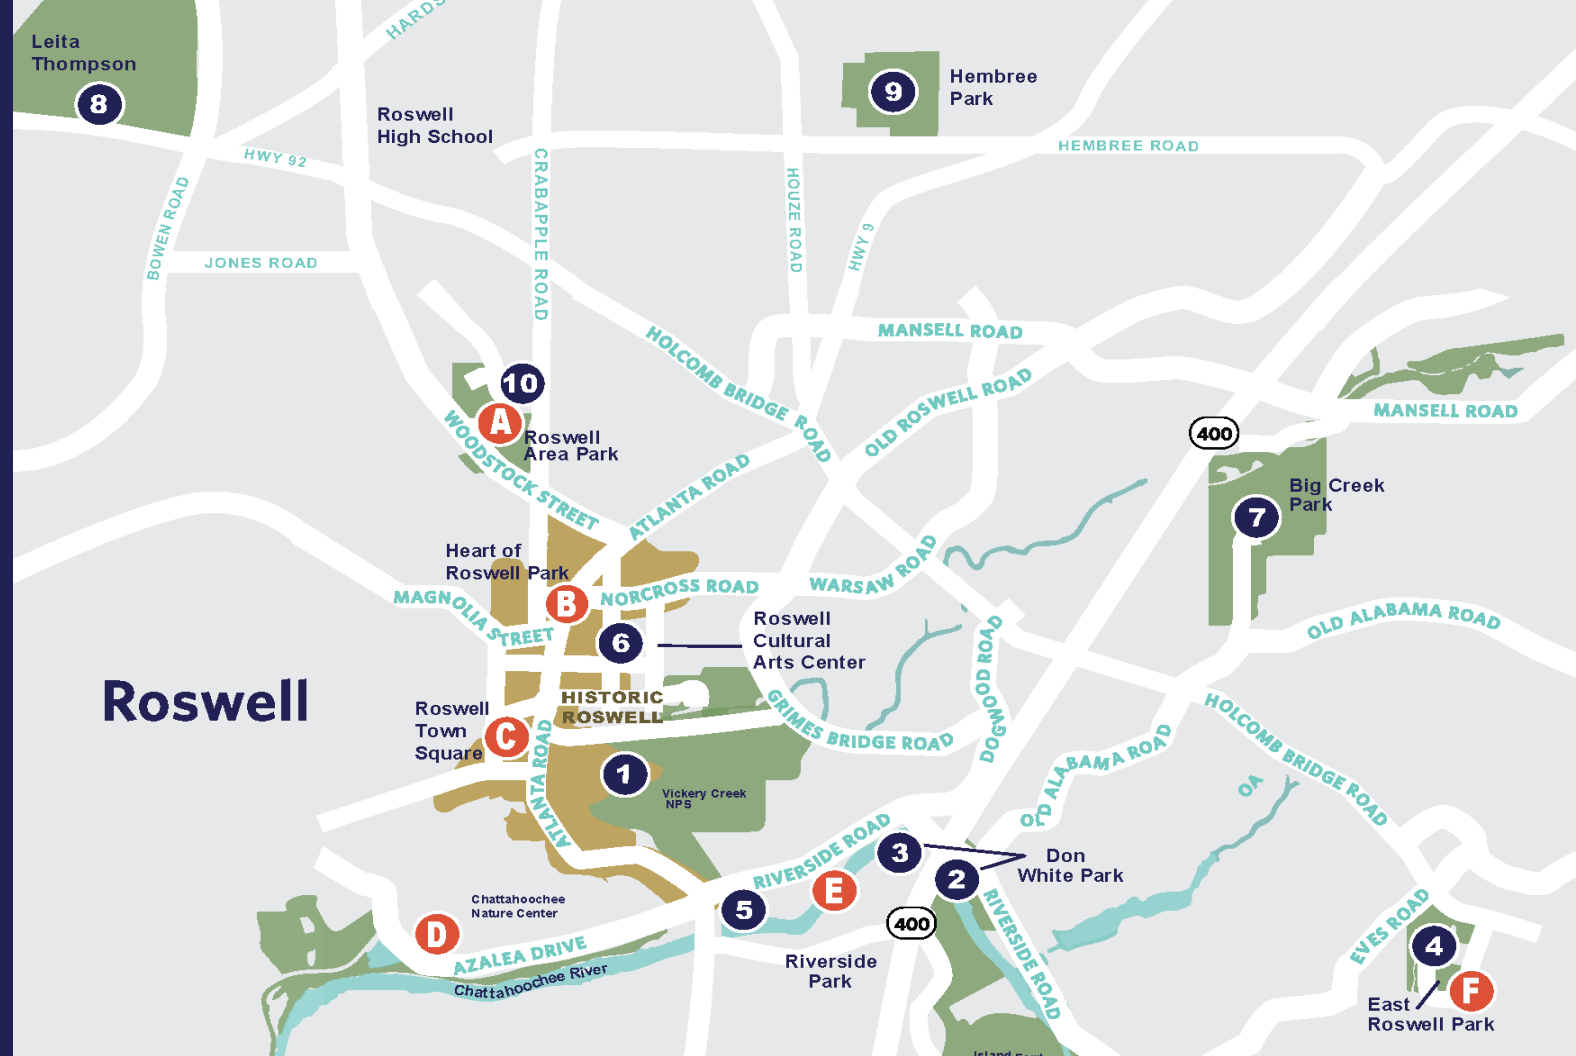 Leita
Thompson
8
HARDS
Roswell
High School
9
Hembree
Park
HWY 92
CRABAPPLE ROAD
HEMBREE ROAD
BOWEN ROAD
HOUZE ROAD
HWY 9
JONES ROAD
HOLCOMB BRIDGE ROAD
MANSELL ROAD
10
A
Roswell
Area Park
WOODSTOCK STREET
OLD ROSWELL ROAD
MANSELL ROAD
400
ATLANTA ROAD
Big Creek
Park
7
Heart of
Roswell Park
B
MAGNOLIA STREET
NORCROSS ROAD
WARSAW ROAD
6
Roswell
Cultural
Arts Center
OLD ALABAMA ROAD
DOGWOOD ROAD
Roswell
HISTORIC
ROSWELL
Roswell
Town
Square
C
ATLANTA ROAD
GRIMES BRIDGE ROAD
HOLCOMB BRIDGE ROAD
OLD ALABAMA ROAD
1
Vickery Creek
NPS
OA
RIVERSIDE ROAD
3
Don
White Park
2
E
5
Chattahoochee
Nature Center
D
AZALEA DRIVE
Chattahoochee River
400
RIVERSIDE ROAD
Riverside
Park
EVES ROAD
4
F
East
Roswell Park